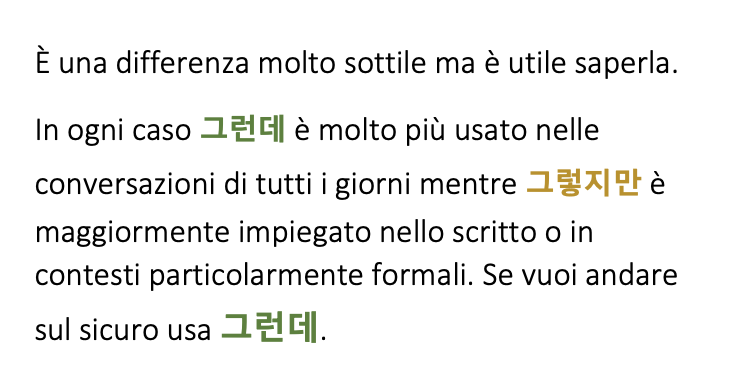 È una differenza molto sottile ma è utile saperla.
In ogni caso 그런데 è molto più usato nelle
conversazioni di tutti i giorni mentre 그렇지만 è
maggiormente impiegato nello scritto o in
contesti particolarmente formali. Se vuoi andare
sul sicuro usa 그런데.